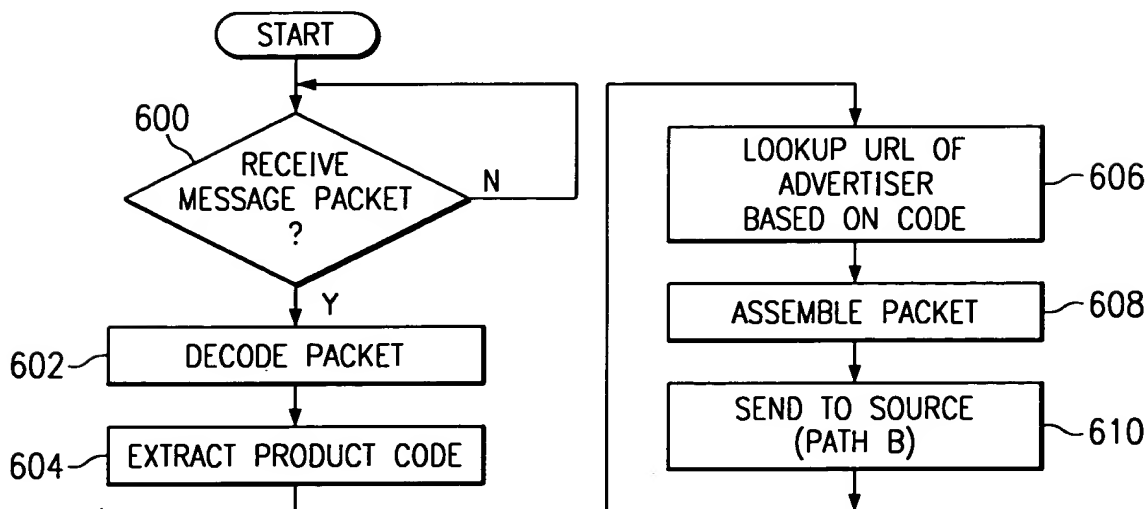 START
600
RECEIVE
MESSAGE PACKET
?
N
Y
602
DECODE PACKET
604
EXTRACT PRODUCT CODE
LOOKUP URL OF
ADVERTISER
BASED ON CODE
606
ASSEMBLE PACKET
608
SEND TO SOURCE
(PATH B)
610